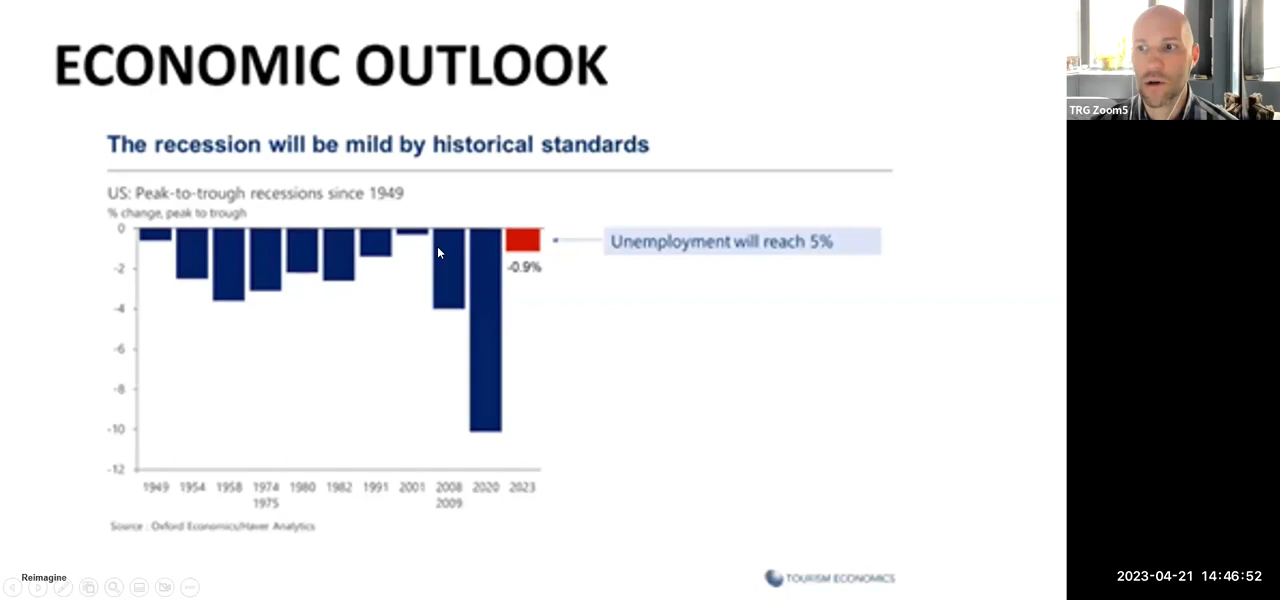 ECONOMIC OUTLOOK
TRG Zoom5
The recession will be mild by historical standards
US: Peak-to-trough recessions since 1949
% change, peak to trough
0
-2
-4
-6
-8
-10
-12
Unemployment will reach 5%
-0.9%
1949 1954 1958 1974 1980 1982 1991 2001 2008 2020 2023
1975 2009
Source : Oxford Economics/Haver Analytics
Reimagine
TOURISM ECONOMICS
2023-04-21 14:46:52